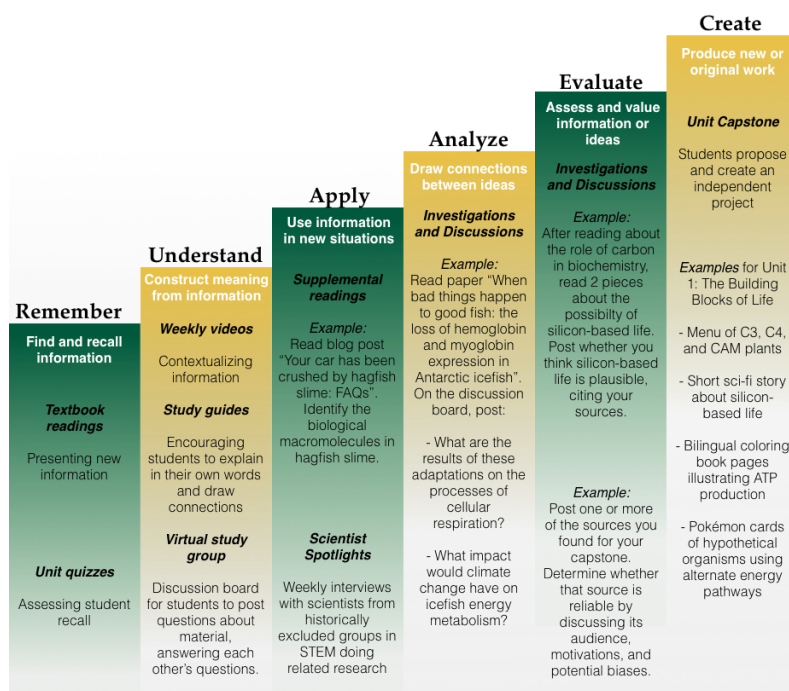 Remember
Find and recall
information
Textbook
readings
Presenting new
information
Unit quizzes
Assessing student
recall
Understand
Construct meaning
from information
Weekly videos
Contextualizing
information
Study guides
Encouraging
students to explain
in their own words
and draw
connections
Virtual study
group
Discussion board
for students to post
questions about
material,
answering each
other's questions.
Apply
Use information
in new situations
Supplemental
readings
Example:
Read blog post
“Your car has been
crushed by hagfish
slime: FAQs”.
Identify the
biological
macromolecules in
hagfish slime.
Scientist
Spotlights
Weekly interviews
with scientists from
historically
excluded groups in
STEM doing
related research
Analyze
Draw connections
between ideas
Investigations
and Discussions
Example:
Read paper “When
bad things happen
to good fish: the
loss of hemoglobin
and myoglobin
expression in
Antarctic icefish”.
On the discussion
board, post:
- What are the
results of these
adaptations on the
processes of
cellular
respiration?
- What impact
would climate
change have on
icefish energy
metabolism?
Evaluate
Assess and value
information or
ideas
Investigations
and Discussions
Example:
After reading about
the role of carbon
in biochemistry,
read 2 pieces
about the
possibilty of
silicon-based life.
Post whether you
think silicon-based
life is plausible,
citing your
sources.
Example:
Post one or more
of the sources you
found for your
capstone.
Determine whether
that source is
reliable by
discussing its
audience,
motivations, and
potential biases.
Create
Produce new or
original work
Unit Capstone
Students propose
and create an
independent
project
Examples for Unit
1: The Building
Blocks of Life
- Menu of C3, C4,
and CAM plants
- Short sci-fi story
about silicon-
based life
- Bilingual coloring
book pages
illustrating ATP
production
- Pokémon cards
of hypothetical
organisms using
alternate energy
pathways